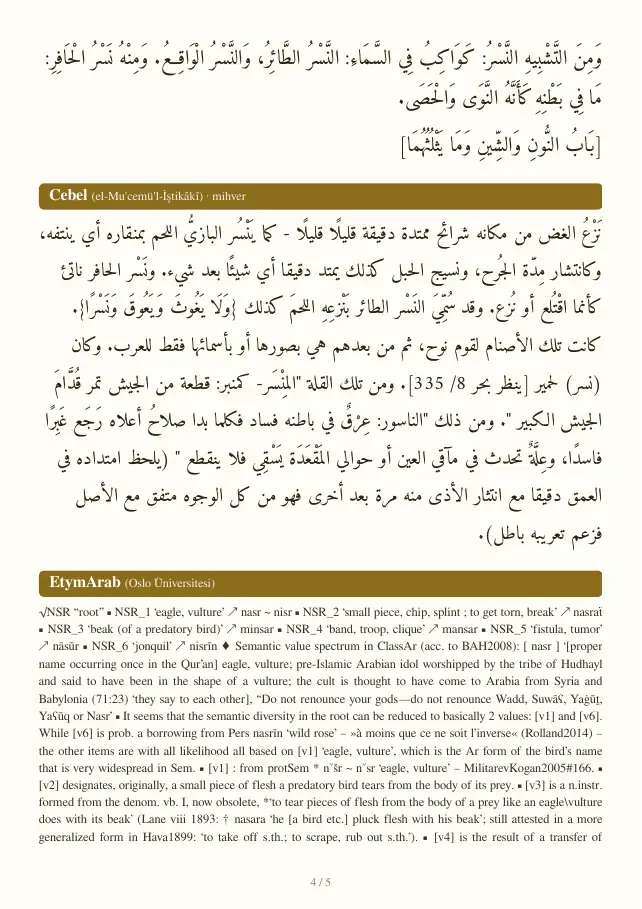 وَمِنَ التَّشْبِيهِ النَّسْرُ: كَوَاكِبُ فِي السَّمَاءِ: النَّسْرُ الطَّائِرُ، وَالنَّسْرُ الْوَاقِعُ. وَمِنْهُ نَسْرُ الْحَافِرِ:
مَا فِي بَطْنِهِ كَأَنَّهُ النَّوَى وَالْحَصَى.
[بَابُ النُّونِ وَالشِّينِ وَمَا يَثْلُثُهُمَا]
Cebel (el-Mu'cemü'l-İştikâkî) · mihver
نَزْعُ الغض من مكانه شرائح ممتدة دقيقة قليلًا قليلًا - كما يَنْسُر البازيُّ اللحم بمنقاره أي ينتفه،
وكانتشار مِدّة الجُرح، ونسيج الحبل كذلك يمتد دقيقا أي شيئًا بعد شيء. ونَسْر الحافر ناتئ
كأنما اقْتُلع أو نُزع. وقد سُمِّيَ النَسْر الطائر بَنْزعِهِ اللحمَ كذلك {وَلَا يَغُوثَ وَيَعُوقَ وَنَسْرًا}.
كانت تلك الأصنام لقوم نوح، ثم من بعدهم هي بصورها أو بأسمائها فقط للعرب. وكان
(نسر) لحمير [ينظر بحر 8/ 335]. ومن تلك القلة "المِنْسَر- كمنبر: قطعة من الجيش تمر قُدَّامَ
الجيش الكبير ". ومن ذلك "الناسور: عِرْقٌ في باطنه فساد فكلما بدا صلاحُ أعلاه رَجَع غَبِرًا
فاسدًا، وعِلَّةٌ تحدث في مآقي العين أو حوالي المَقْعَدَة يَسْقِي فلا ينقطع " (يلحظ امتداده في
العمق دقيقا مع انتثار الأذى منه مرة بعد أخرى فهو من كل الوجوه متفق مع الأصل
فزعم تعريبه باطل).
EtymArab (Oslo Üniversitesi)
√NSR “root” ▪ NSR_1 ‘eagle, vulture’ ↗ nasr ~ nisr ▪ NSR_2 ‘small piece, chip, splint ; to get torn, break’ ↗ nasraẗ
▪ NSR_3 ‘beak (of a predatory bird)’ ↗ minsar ▪ NSR_4 ‘band, troop, clique’ ↗ mansar ▪ NSR_5 ‘fistula, tumor’
↗ nāsūr ▪ NSR_6 ‘jonquil’ ↗ nisrīn ♦ Semantic value spectrum in ClassAr (acc. to BAH2008): [ nasr ] ‘[proper
name occurring once in the Qurʾān] eagle, vulture; pre-Islamic Arabian idol worshipped by the tribe of Hudhayl
and said to have been in the shape of a vulture; the cult is thought to have come to Arabia from Syria and
Babylonia (71:23) ‘they say to each other], “Do not renounce your gods—do not renounce Wadd, Suwāʕ, Yaġūṯ,
Yaʕūq or Nasr’ ▪ It seems that the semantic diversity in the root can be reduced to basically 2 values: [v1] and [v6].
While [v6] is prob. a borrowing from Pers nasrīn ‘wild rose’ – »à moins que ce ne soit l’inverse« (Rolland2014) –
the other items are with all likelihood all based on [v1] ‘eagle, vulture’, which is the Ar form of the bird’s name
that is very widespread in Sem. ▪ [v1] : from protSem * nˇšr ~ nˇsr ‘eagle, vulture’ – MilitarevKogan2005#166. ▪
[v2] designates, originally, a small piece of flesh a predatory bird tears from the body of its prey. ▪ [v3] is a n.instr.
formed from the denom. vb. I, now obsolete, *‘to tear pieces of flesh from the body of a prey like an eagle\vulture
does with its beak’ (Lane viii 1893: † nasara ‘he [a bird etc.] pluck flesh with his beak’; still attested in a more
generalized form in Hava1899: ‘to take off s.th.; to scrape, rub out s.th.’). ▪ [v4] is the result of a transfer of
4 / 5